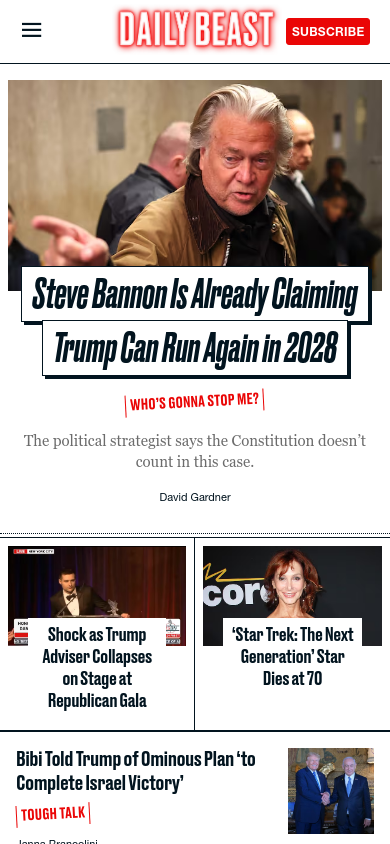 DAILY BEAST
SUBSCRIBE
Steve Bannon Is Already Claiming
Trump Can Run Again in 2028
WHO'S GONNA STOP ME?
The political strategist says the Constitution doesn't
count in this case.
David Gardner
LIVE NEW YORK CITY
Shock as Trump
Adviser Collapses
on Stage at
Republican Gala
core
‘Star Trek: The Next
Generation’ Star
Dies at 70
Bibi Told Trump of Ominous Plan ‘to
Complete Israel Victory’
TOUGH TALK